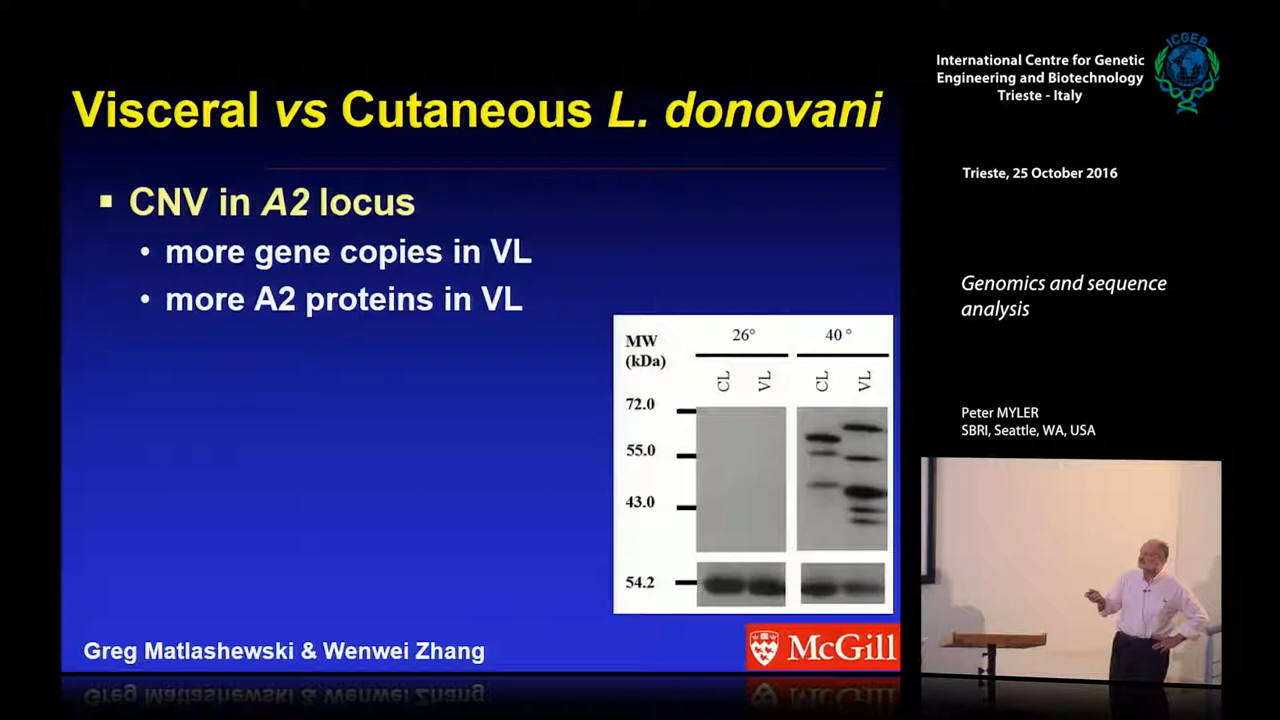 Visceral vs Cutaneous L. donovani
▪ CNV in A2 locus
• more gene copies in VL
• more A2 proteins in VL
MW
(kDa)
26°
40 °
CL
VL
CL
VL
72.0
55.0
43.0
54.2
Greg Matlashewski & Wenwei Zhang
McGill
ICGEB
International Centre for Genetic
Engineering and Biotechnology
Trieste - Italy
Trieste, 25 October 2016
Genomics and sequence
analysis
Peter MYLER
SBRI, Seattle, WA, USA